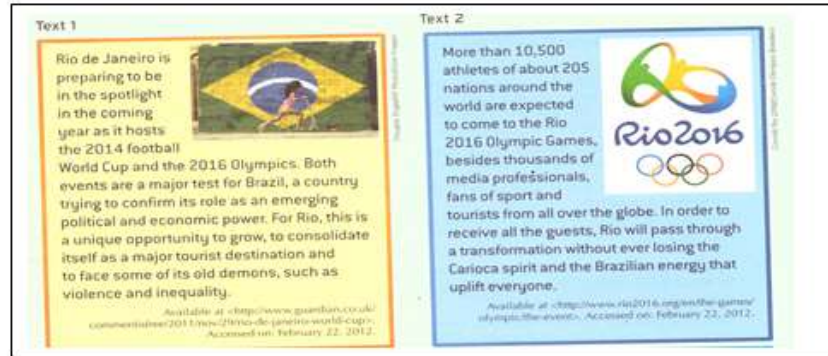 Text 1
Rio de Janeiro is
preparing to be
in the spotlight
in the coming
year as it hosts
the 2014 football
World Cup and the 2016 Olympics. Both
events are a major test for Brazil, a country
trying to confirm its role as an emerging
political and economic power. For Rio, this is
a unique opportunity to grow, to consolidate
itself as a major tourist destination and
to face some of its old demons, such as
violence and inequality.
Available at <http://www.guardian.co.uk/
commentisfree/2011/nov/29/rio-de-janeiro-world-cup>.
Accessed on: February 22, 2012.
Text 2
More than 10,500
athletes of about 205
nations around the
world are expected
to come to the Rio
2016 Olympic Games,
besides thousands of
media professionals,
fans of sport and
tourists from all over the globe. In order to
receive all the guests, Rio will pass through
a transformation without ever losing the
Carioca spirit and the Brazilian energy that
uplift everyone.
Available at <http://www.rio2016.org/en/the-games/
olympic/the-event>. Accessed on: February 22, 2012.
Rio2016